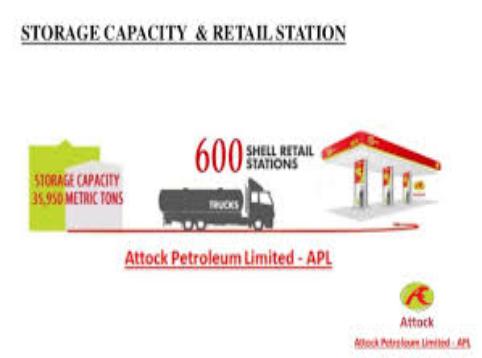 STORAGE CAPACITY & RETAIL STATION
600 SHELL RETAIL
STATIONS
STORAGE CAPACITY
35,950 METRIC TONS
TRUCKS
Attock Petroleum Limited - APL
Attock
Attock Petroleum Limited - APL